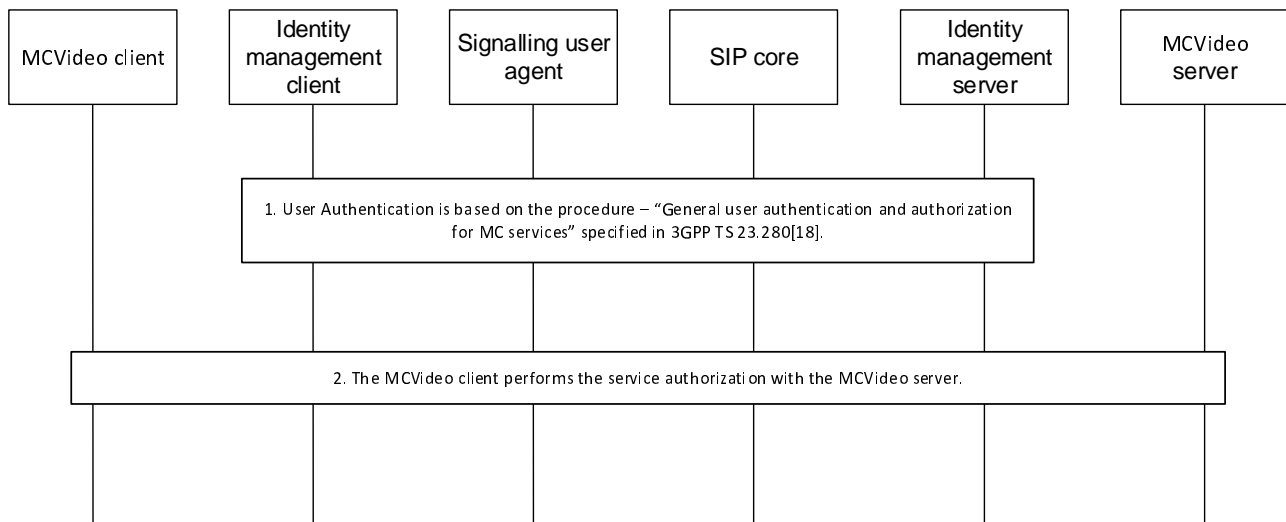 MCVideo client
Identity
management
client
Signalling user
agent
SIP core
Identity
management
server
MCVideo
server
1. User Authentication is based on the procedure – “General user authentication and authorization
for MC services” specified in 3GPP TS 23.280[18].
2. The MCVideo client performs the service authorization with the MCVideo server.